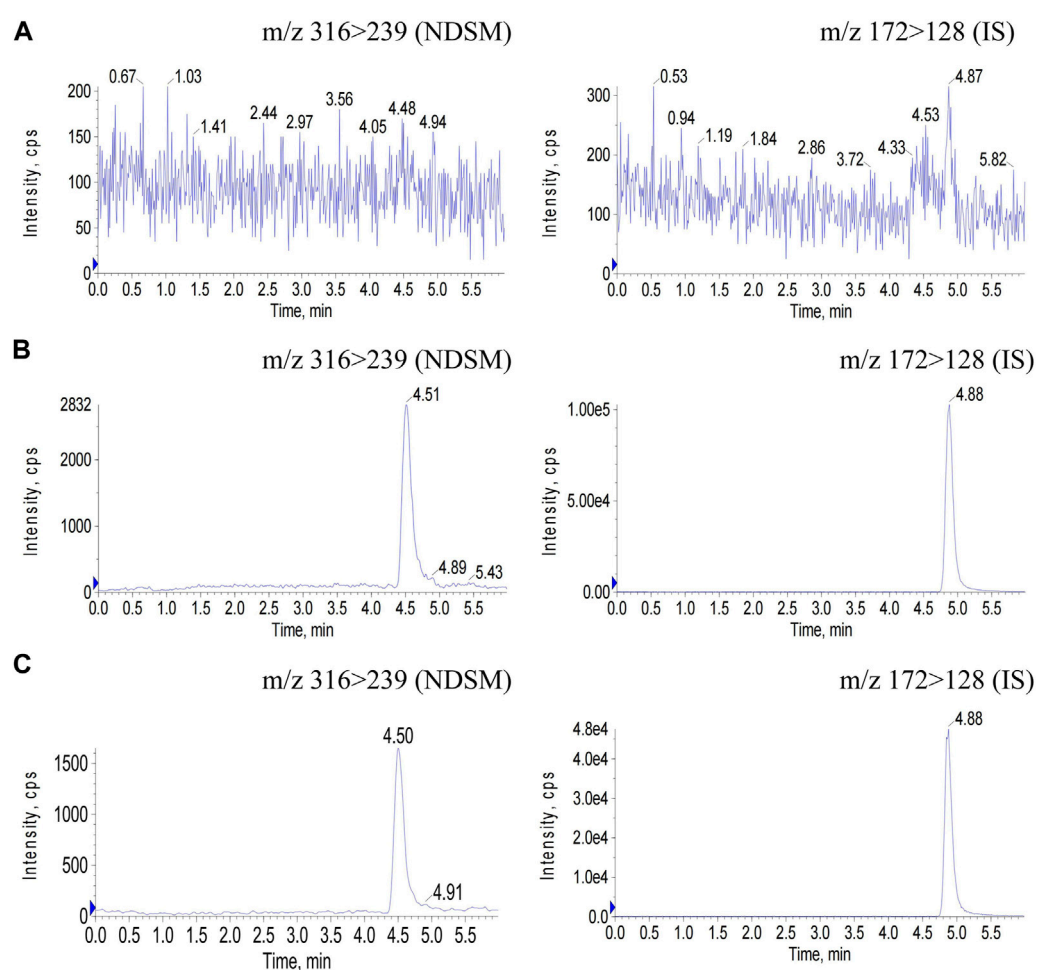 A
m/z 316>239 (NDSM)
m/z 172>128 (IS)
Intensity, cps
200
150
100
50
0
0.67
1.03
1.41
2.44
2.97
3.56
4.05
4.48
4.94
0.0 0.5 1.0 1.5 2.0 2.5 3.0 3.5 4.0 4.5 5.0 5.5
Time, min
Intensity, cps
300
200
100
0
0.53
0.94
1.19
1.84
2.86
3.72
4.33
4.53
4.87
5.82
0.0 0.5 1.0 1.5 2.0 2.5 3.0 3.5 4.0 4.5 5.0 5.5
Time, min
B
m/z 316>239 (NDSM)
m/z 172>128 (IS)
Intensity, cps
2832
2000
1000
0
4.51
4.89
5.43
0.0 0.5 1.0 1.5 2.0 2.5 3.0 3.5 4.0 4.5 5.0 5.5
Time, min
Intensity, cps
1.00e5
5.00e4
0.00
4.88
0.0 0.5 1.0 1.5 2.0 2.5 3.0 3.5 4.0 4.5 5.0 5.5
Time, min
C
m/z 316>239 (NDSM)
m/z 172>128 (IS)
Intensity, cps
1500
1000
500
0
4.50
4.91
0.0 0.5 1.0 1.5 2.0 2.5 3.0 3.5 4.0 4.5 5.0 5.5
Time, min
Intensity, cps
4.8e4
4.0e4
3.0e4
2.0e4
1.0e4
0.0
4.88
0.0 0.5 1.0 1.5 2.0 2.5 3.0 3.5 4.0 4.5 5.0 5.5
Time, min